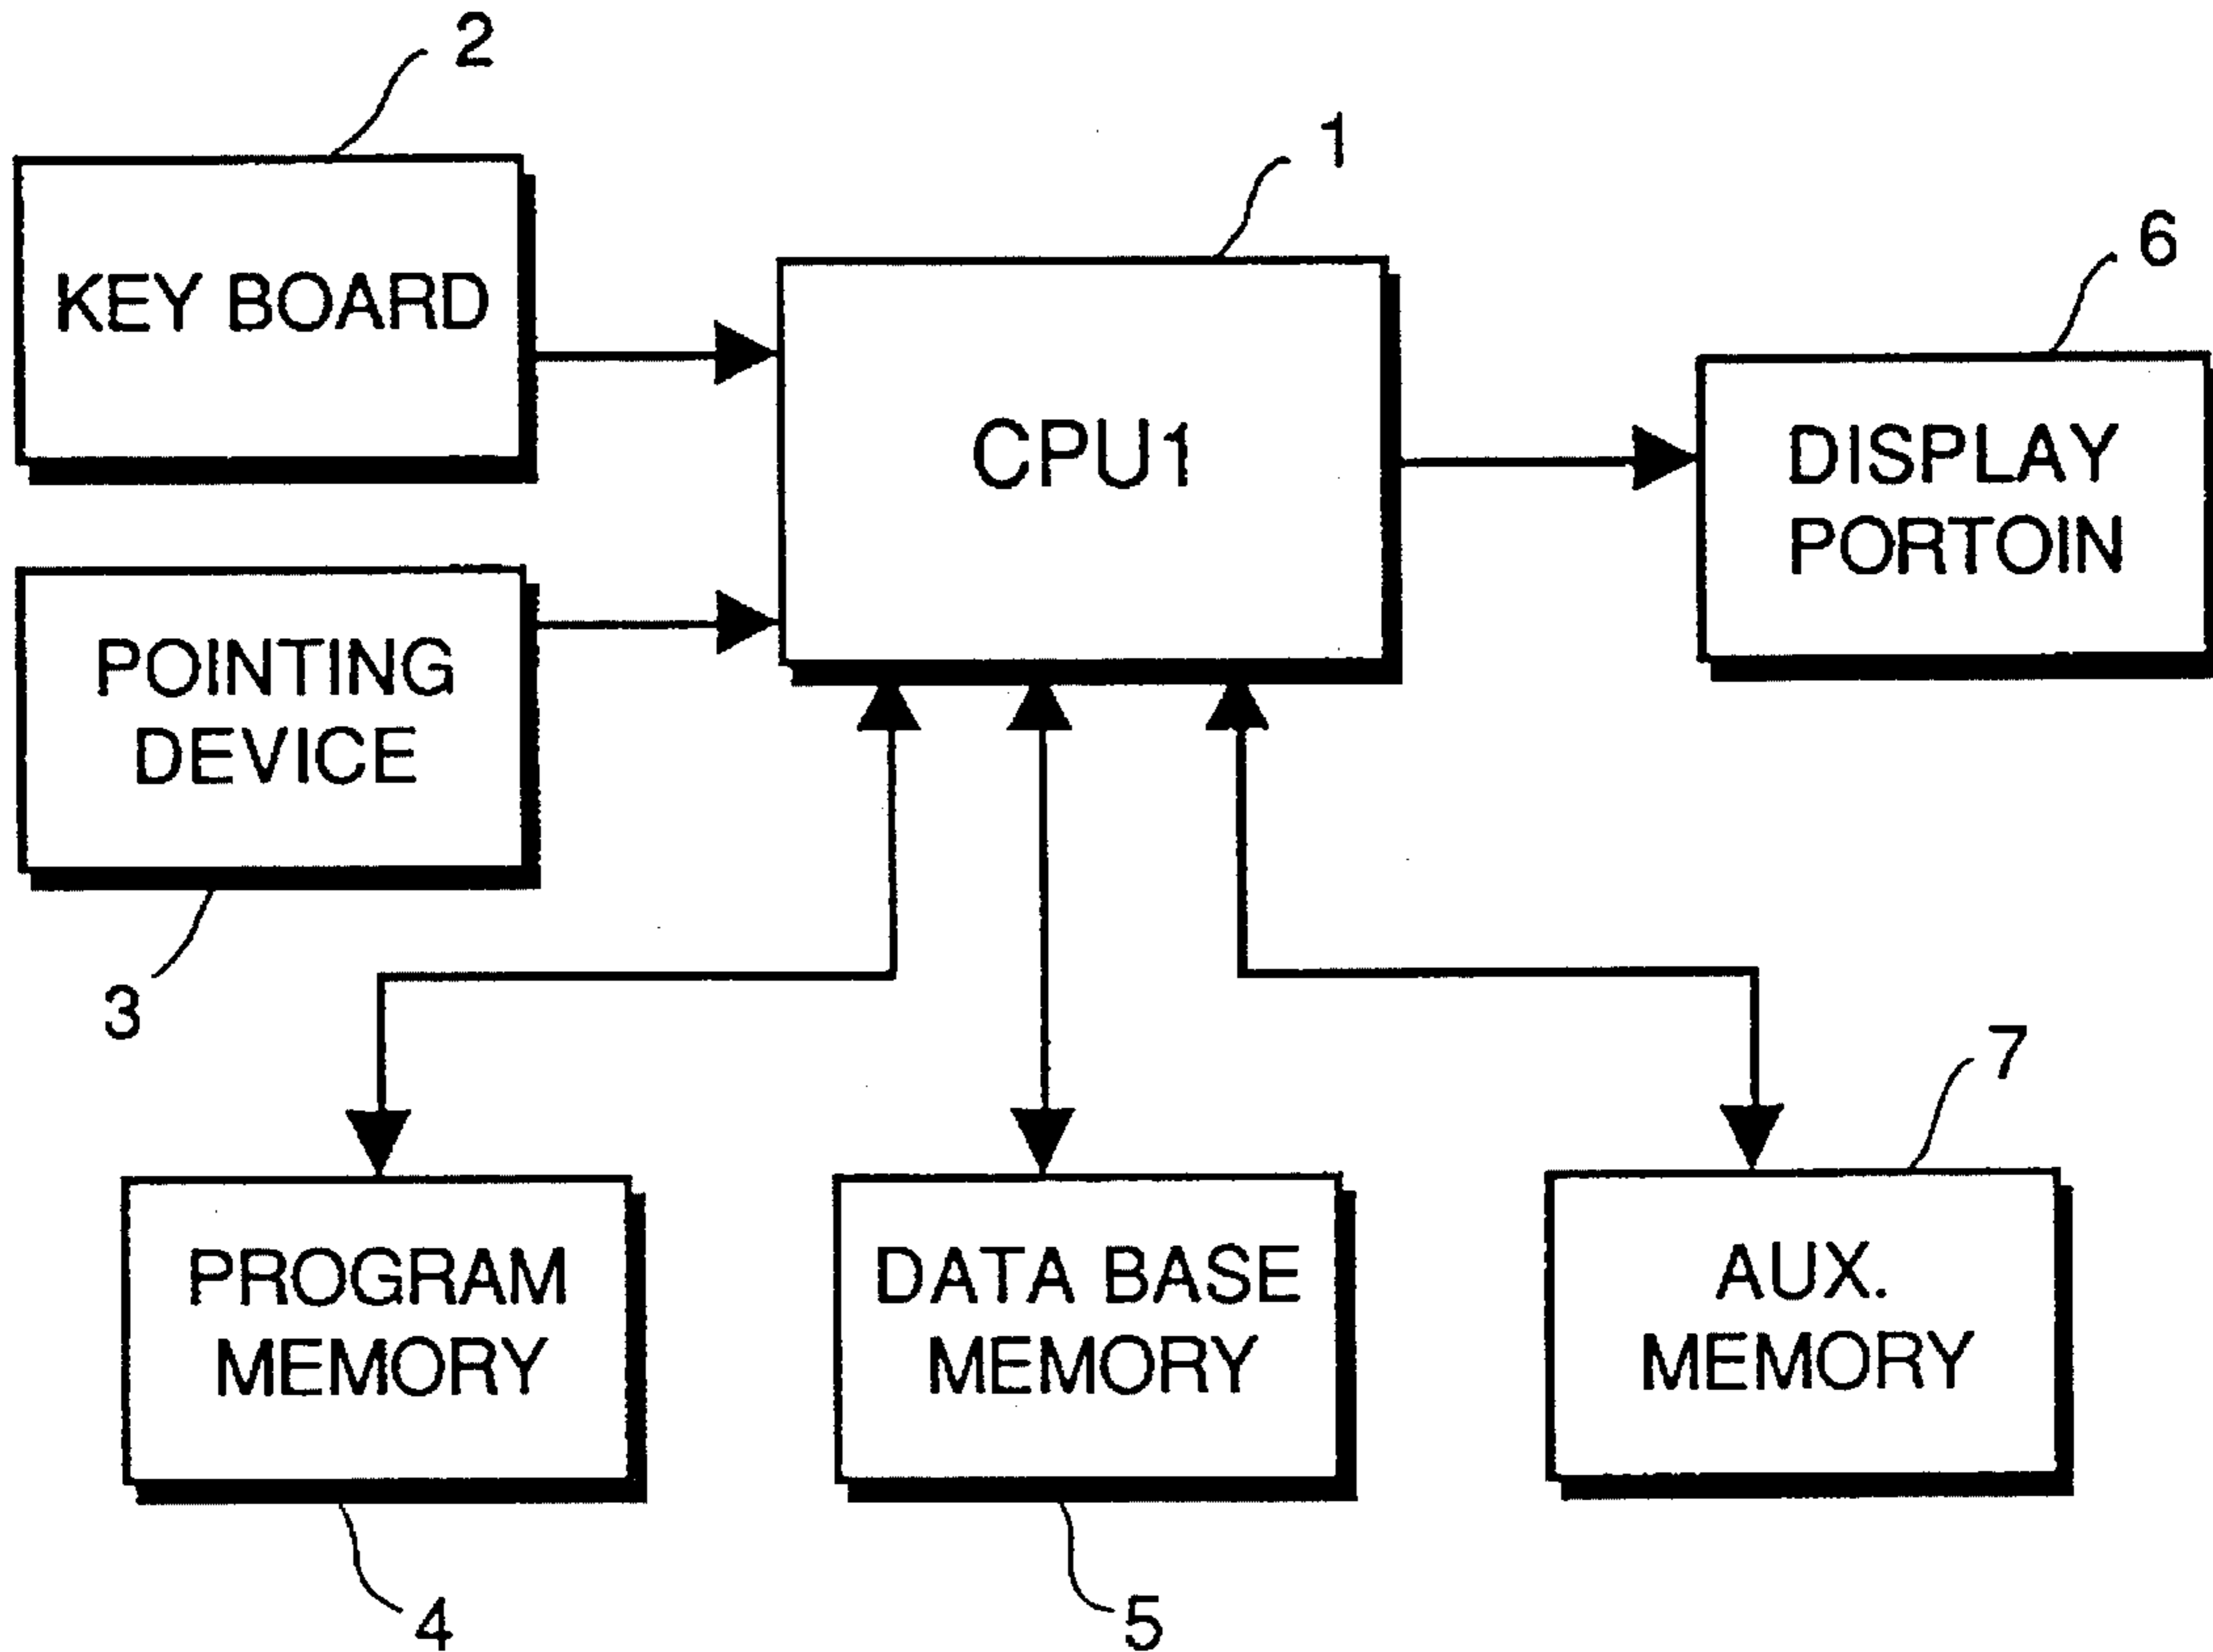 2
1
6
KEY BOARD
CPU1
DISPLAY
PORTOIN
POINTING
DEVICE
3
7
PROGRAM
MEMORY
DATA BASE
MEMORY
AUX.
MEMORY
4
5